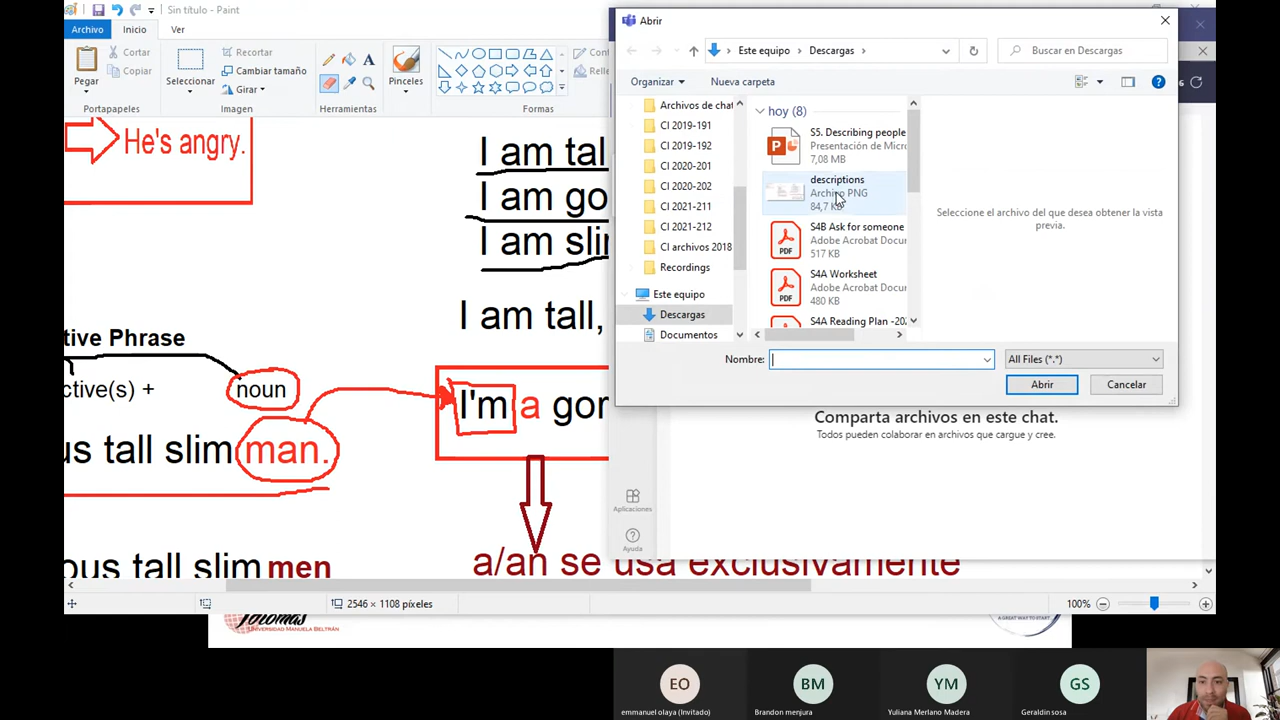 Sin título - Paint
Archivo
Inicio
Ver
Pegar
Cortar
Copiar
Portapapeles
Seleccionar
Recortar
Cambiar tamaño
Girar
Imagen
Herramientas
Pinceles
Formas
He's angry.
I am tal
I am go
I am sli
I am tall,
tive Phrase
ctive(s) + noun
us tall slim man.
I'm a gor
ous tall slim men
a/an se usa exclusivamente
2546 × 1108 píxeles
100%
Abrir
Este equipo
Descargas
Buscar en Descargas
Organizar
Nueva carpeta
Archivos de chat
CI 2019-191
CI 2019-192
CI 2020-201
CI 2020-202
CI 2021-211
CI 2021-212
CI archivos 2018
Recordings
Este equipo
Descargas
Documentos
hoy (8)
S5. Describing people
Presentación de Micro
7,08 MB
descriptions
Archivo PNG
84,7 KB
S4B Ask for someone
Adobe Acrobat Docu
517 KB
S4A Worksheet
Adobe Acrobat Docu
480 KB
S4A Reading Plan -202
Seleccione el archivo del que desea obtener la vista
previa.
Nombre:
All Files (*.*)
Abrir
Cancelar
Comparta archivos en este chat.
Todos pueden colaborar en archivos que cargue y cree.
Aplicaciones
Ayuda
UNIVERSIDAD MANUELA BELTRÁN
A GREAT WAY TO START
EO
BM
YM
GS
emmanuel olaya (Invitado)
Brandon menjura
Yuliana Merlano Madera
Geraldin sosa